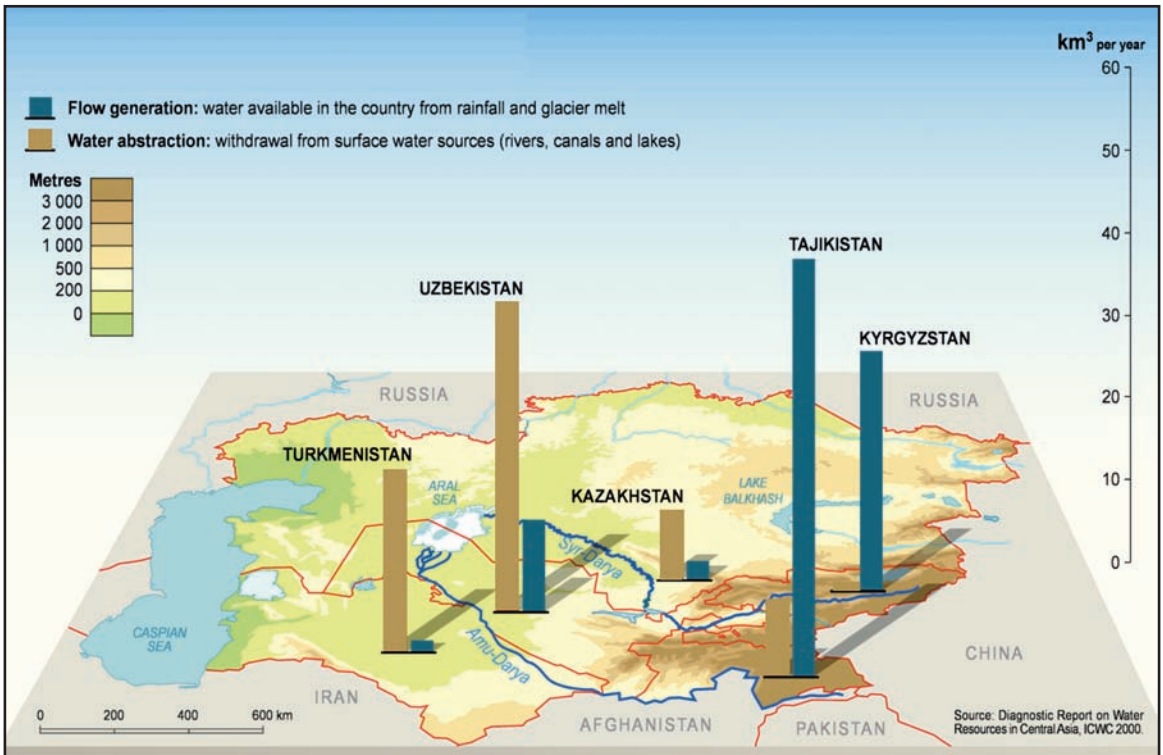 km³ per year
60
50
40
30
20
10
0
Flow generation: water available in the country from rainfall and glacier melt
Water abstraction: withdrawal from surface water sources (rivers, canals and lakes)
Metres
3 000
2 000
1 000
500
200
0
TAJIKISTAN
UZBEKISTAN
KYRGYZSTAN
RUSSIA
RUSSIA
TURKMENISTAN
ARAL
SEA
KAZAKHSTAN
LAKE
BALKHASH
Syr-Darya
CASPIAN
SEA
Amu-Darya
CHINA
IRAN
AFGHANISTAN
PAKISTAN
0 200 400 600 km
Source: Diagnostic Report on Water
Resources in Central Asia, ICWC 2000.